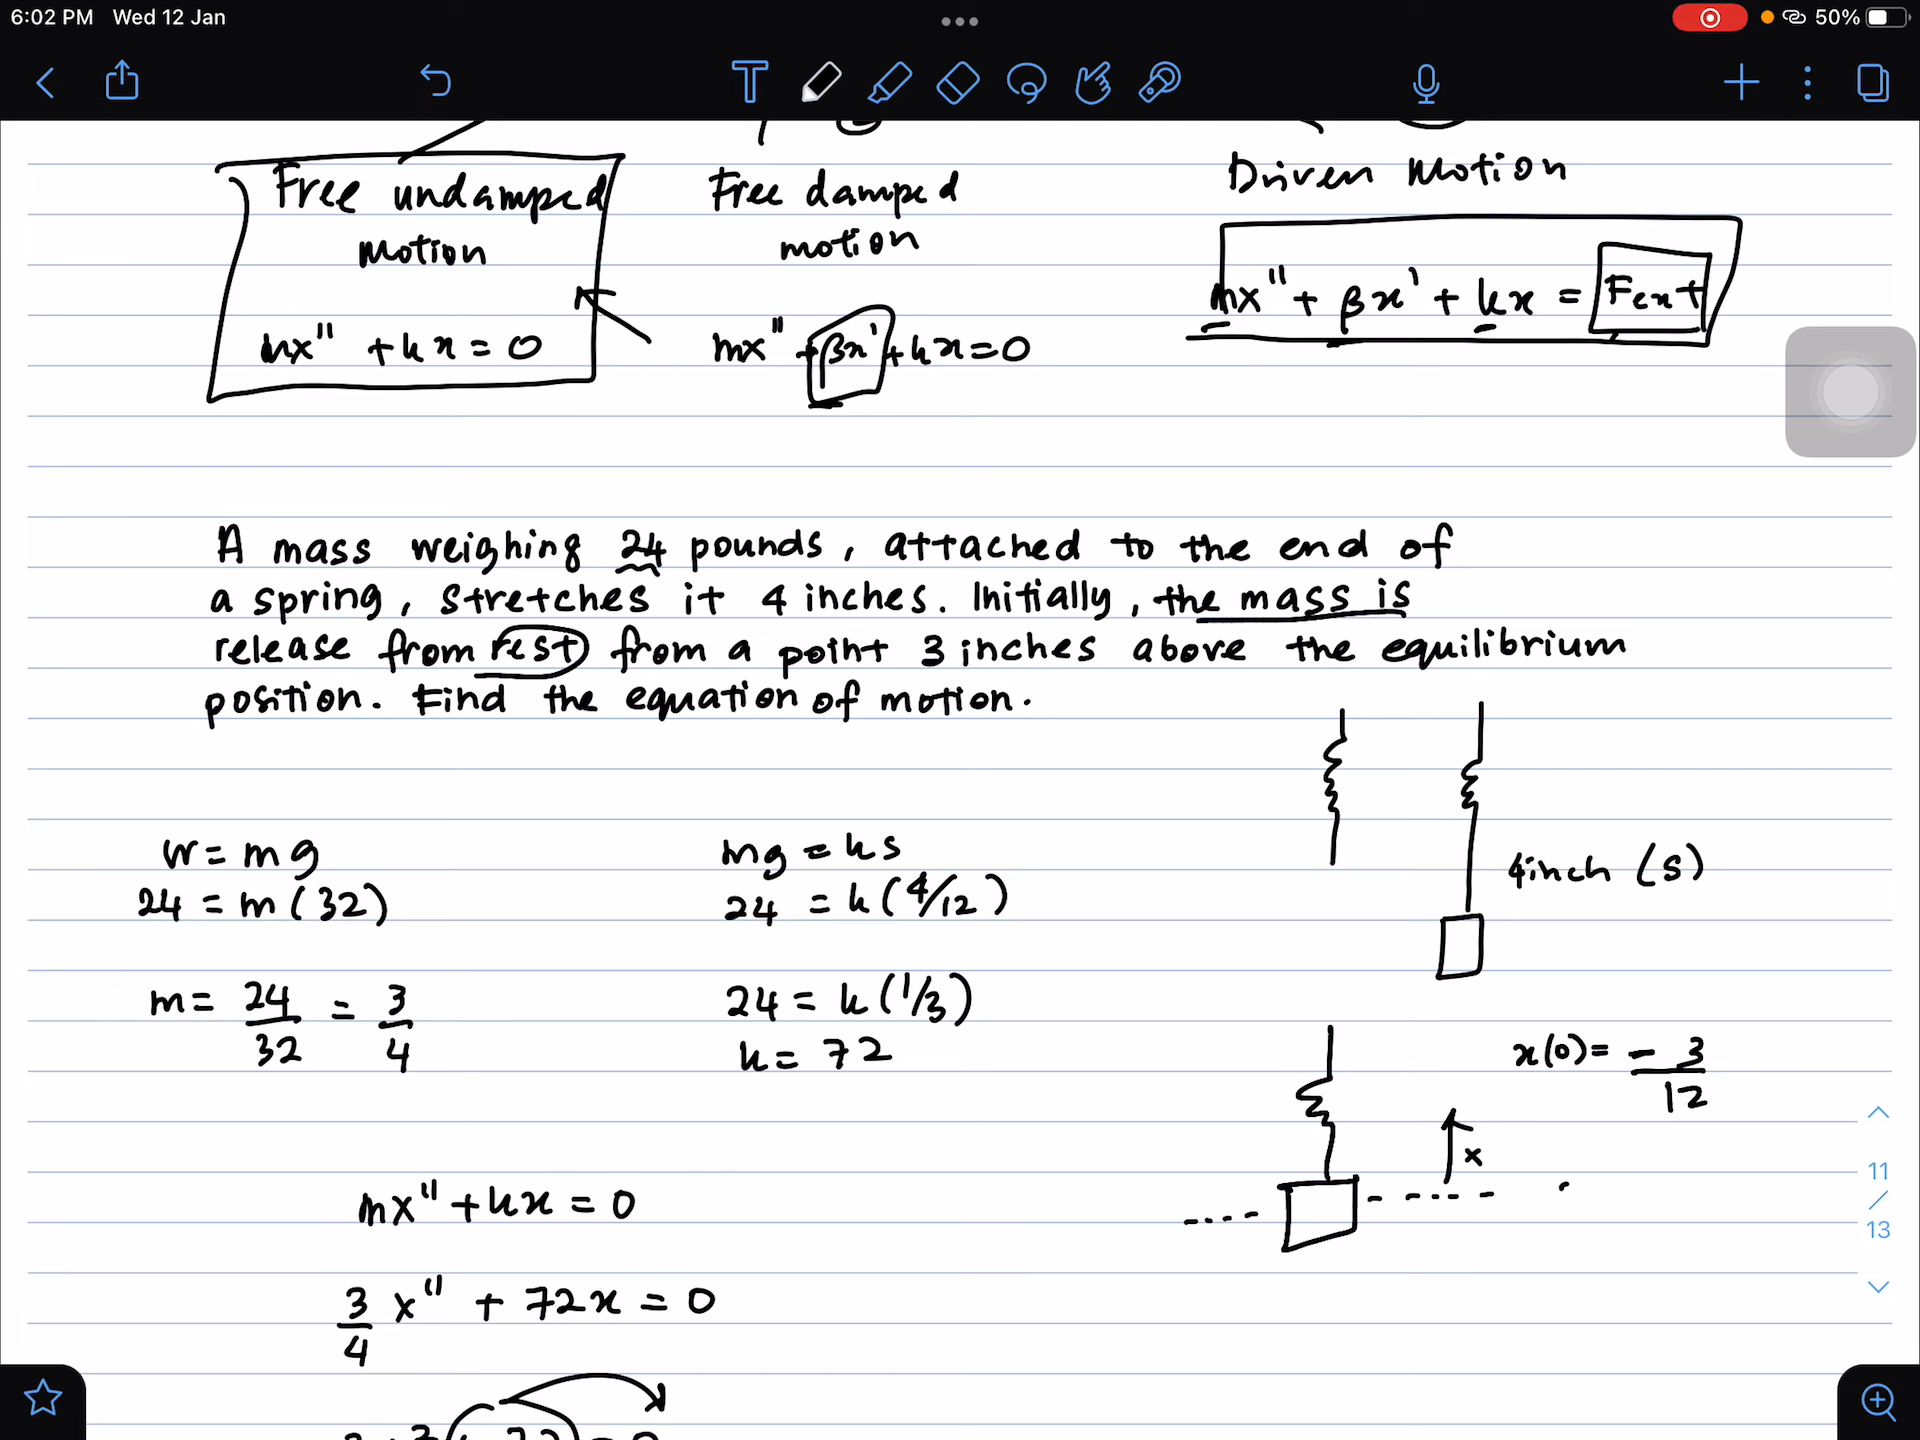 6:02 PM Wed 12 Jan
50%
Free undamped
Motion
mx" + kx = 0
Free damped
motion
mx" + βx' + kx = 0
Driven Motion
mx" + βx' + kx = Fext
A mass weighing 24 pounds, attached to the end of
a spring, stretches it 4 inches. Initially, the mass is
release from rest from a point 3 inches above the equilibrium
position. Find the equation of motion.
W = mg
24 = m(32)
m = 24/32 = 3/4
mg = ks
24 = k(4/12)
24 = k(1/3)
k = 72
4inch (s)
x(0) = -3/12
x
mx" + kx = 0
3/4 x" + 72x = 0
11
/
13